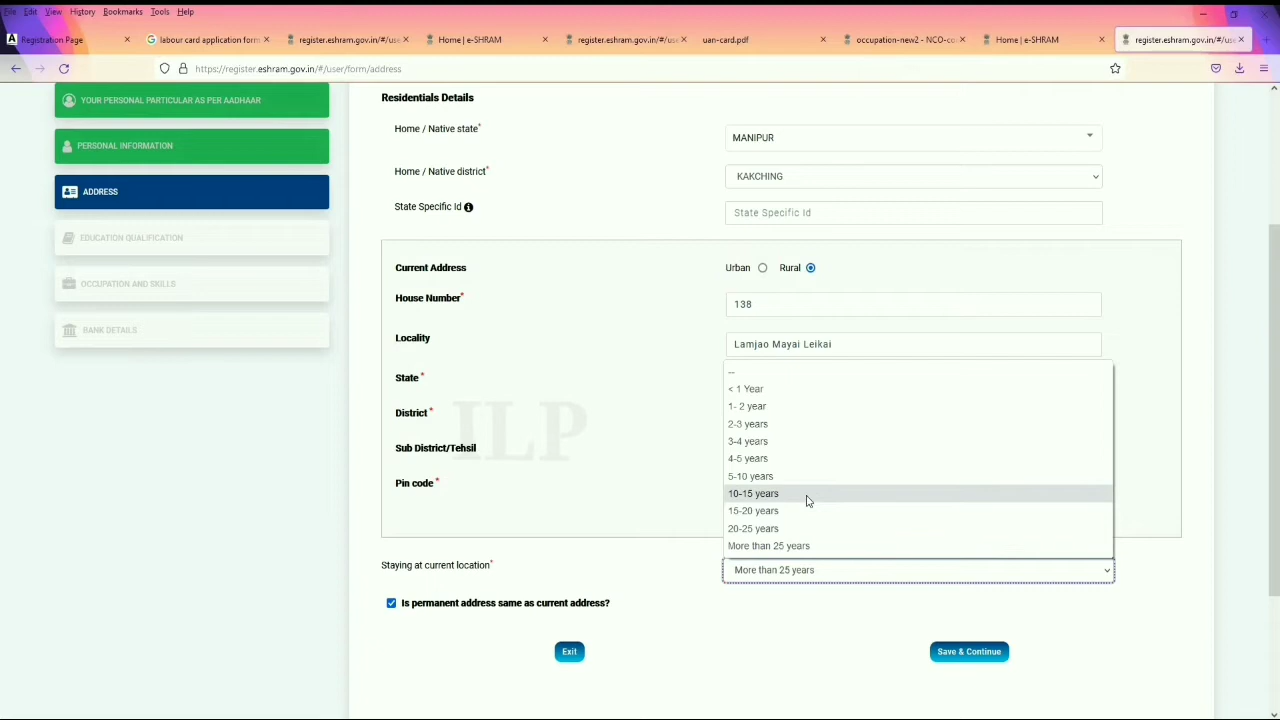 File Edit View History Bookmarks Tools Help
Registration Page
labour card application form
register.eshram.gov.in/#/use
Home | e-SHRAM
register.eshram.gov.in/#/use
uan-card.pdf
occupation-new2 - NCO-co
Home | e-SHRAM
register.eshram.gov.in/#/use
https://register.eshram.gov.in/#/user/form/address
YOUR PERSONAL PARTICULAR AS PER AADHAAR
PERSONAL INFORMATION
ADDRESS
EDUCATION QUALIFICATION
OCCUPATION AND SKILLS
BANK DETAILS
Residentials Details
Home / Native state*
MANIPUR
Home / Native district*
KAKCHING
State Specific Id
State Specific Id
Current Address
Urban Rural
House Number*
138
Locality
Lamjao Mayai Leikai
State *
District *
Sub District/Tehsil
Pin code *
ILP
--
< 1 Year
1- 2 year
2-3 years
3-4 years
4-5 years
5-10 years
10-15 years
15-20 years
20-25 years
More than 25 years
Staying at current location*
More than 25 years
Is permanent address same as current address?
Exit
Save & Continue